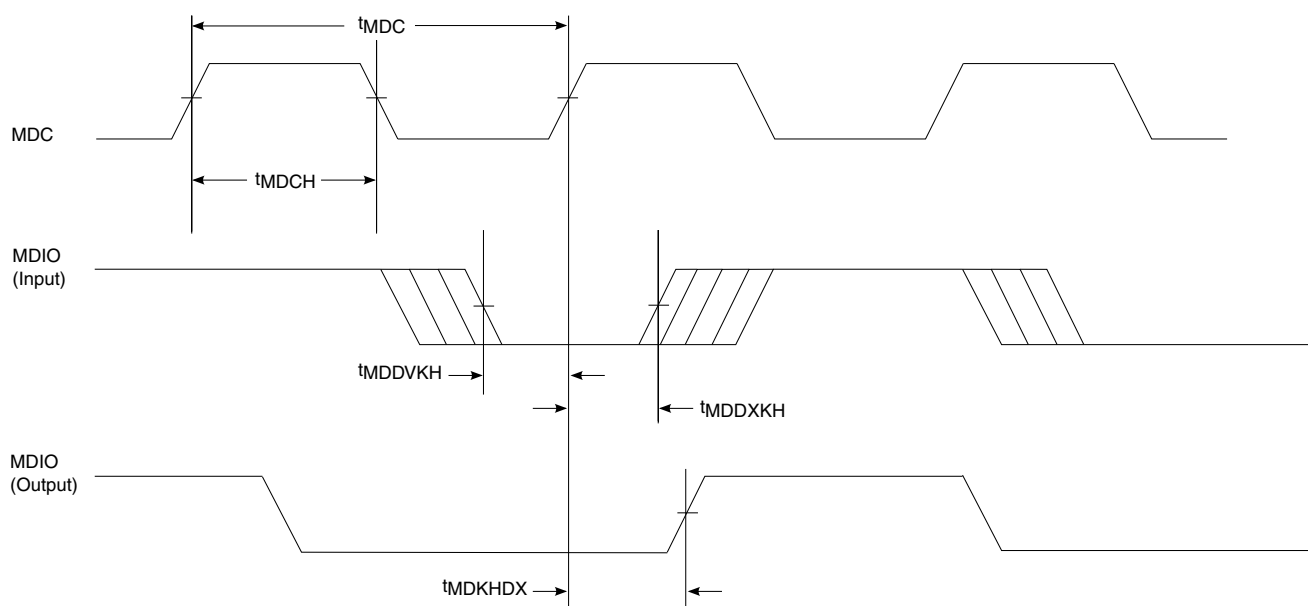 tMDC
MDC
tMDCH
MDIO
(Input)
tMDDVKH
tMDDXKH
MDIO
(Output)
tMDKHDX